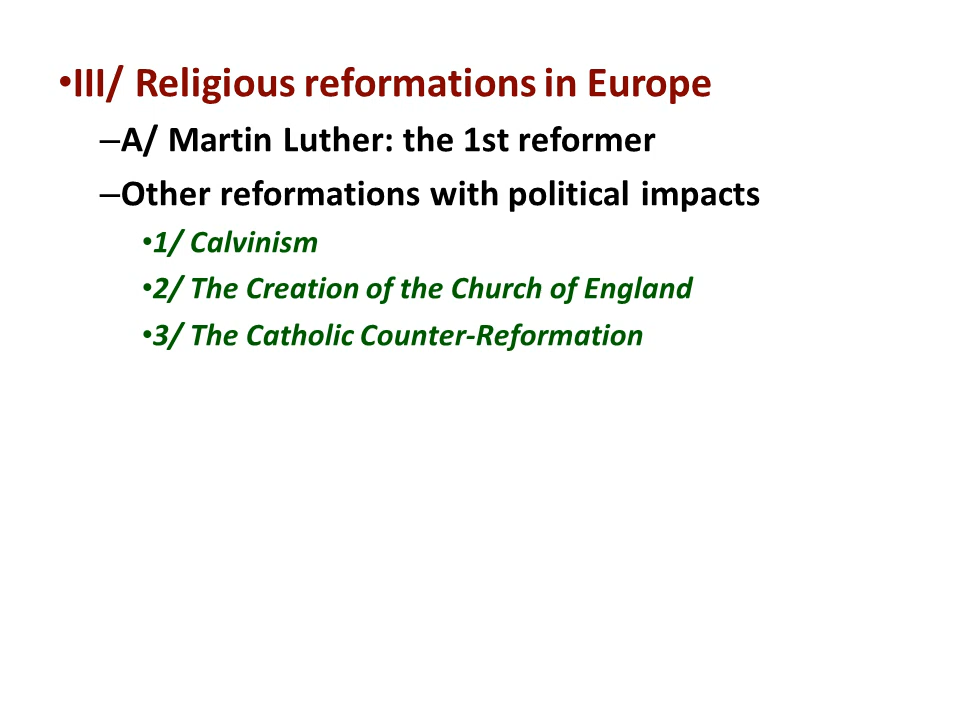 •III/ Religious reformations in Europe
–A/ Martin Luther: the 1st reformer
–Other reformations with political impacts
•1/ Calvinism
•2/ The Creation of the Church of England
•3/ The Catholic Counter-Reformation